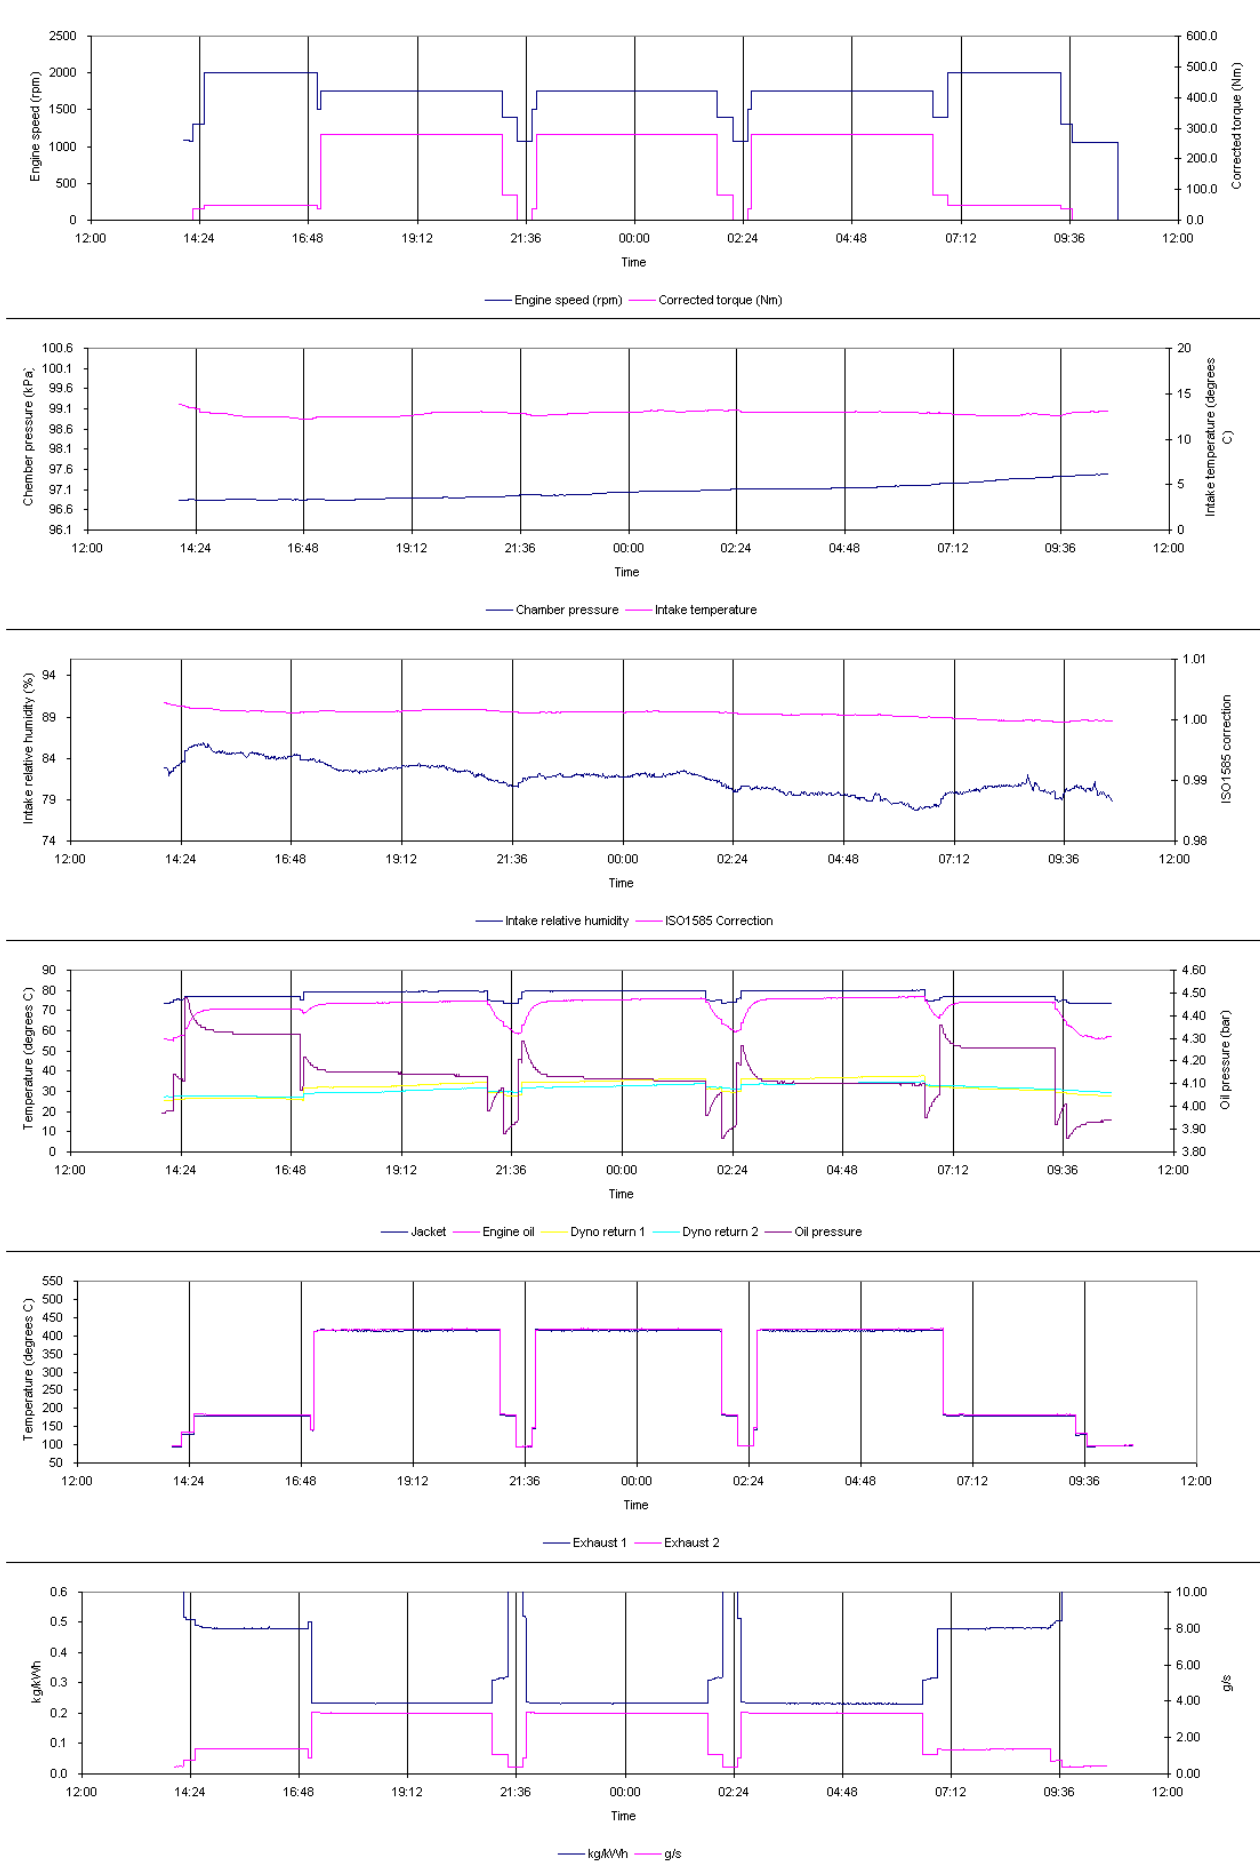 2500 600.0
2000 500.0
1500 400.0
1000 300.0
500 200.0
0 100.0
0.0
Engine speed (rpm)
Corrected torque (Nm)
12:00 14:24 16:48 19:12 21:36 00:00 02:24 04:48 07:12 09:36 12:00
Time
Engine speed (rpm) Corrected torque (Nm)
100.6 20
100.1
99.6 15
99.1
98.6 10
98.1
97.6
97.1 5
96.6
96.1 0
Chember pressure (kPa)
Intake temperature (degrees
C)
12:00 14:24 16:48 19:12 21:36 00:00 02:24 04:48 07:12 09:36 12:00
Time
Chamber pressure Intake temperature
94 1.01
89 1.00
84 0.99
79
74 0.98
Intake relative humidity (%)
ISO1585 correction
12:00 14:24 16:48 19:12 21:36 00:00 02:24 04:48 07:12 09:36 12:00
Time
Intake relative humidity ISO1585 Correction
90 4.60
80 4.50
70 4.40
60 4.30
50 4.20
40 4.10
30 4.00
20 3.90
10 3.80
0
Temperature (degrees C)
Oil pressure (bar)
12:00 14:24 16:48 19:12 21:36 00:00 02:24 04:48 07:12 09:36 12:00
Time
Jacket Engine oil Dyno return 1 Dyno return 2 Oil pressure
550
500
450
400
350
300
250
200
150
100
50
Temperature (degrees C)
12:00 14:24 16:48 19:12 21:36 00:00 02:24 04:48 07:12 09:36 12:00
Time
Exhaust 1 Exhaust 2
0.6 10.00
0.5 8.00
0.4 6.00
0.3 4.00
0.2 2.00
0.1 0.00
0.0
kg/kWh
g/s
12:00 14:24 16:48 19:12 21:36 00:00 02:24 04:48 07:12 09:36 12:00
Time
kg/kWh g/s